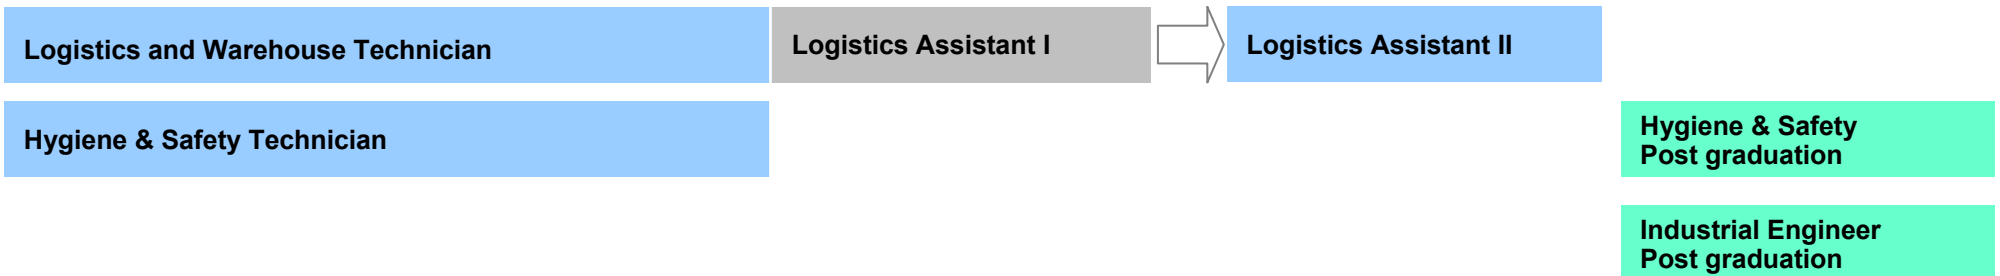 Logistics and Warehouse Technician
Logistics Assistant I
Logistics Assistant II
Hygiene & Safety Technician
Hygiene & Safety
Post graduation
Industrial Engineer
Post graduation